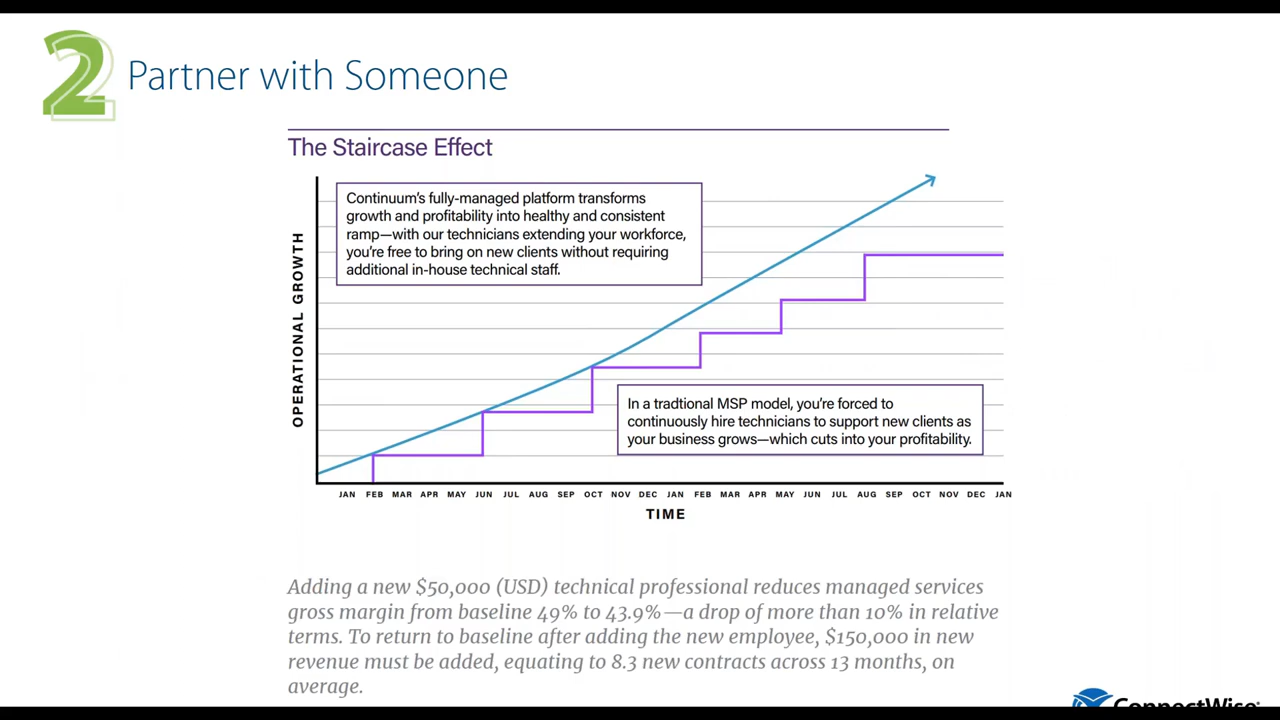 2
Partner with Someone
The Staircase Effect
Continuum's fully-managed platform transforms
growth and profitability into healthy and consistent
ramp—with our technicians extending your workforce,
you're free to bring on new clients without requiring
additional in-house technical staff.
OPERATIONAL GROWTH
In a tradtional MSP model, you're forced to
continuously hire technicians to support new clients as
your business grows—which cuts into your profitability.
JAN FEB MAR APR MAY JUN JUL AUG SEP OCT NOV DEC JAN FEB MAR APR MAY JUN JUL AUG SEP OCT NOV DEC JAN
TIME
Adding a new $50,000 (USD) technical professional reduces managed services
gross margin from baseline 49% to 43.9%—a drop of more than 10% in relative
terms. To return to baseline after adding the new employee, $150,000 in new
revenue must be added, equating to 8.3 new contracts across 13 months, on
average.
ConnectWise